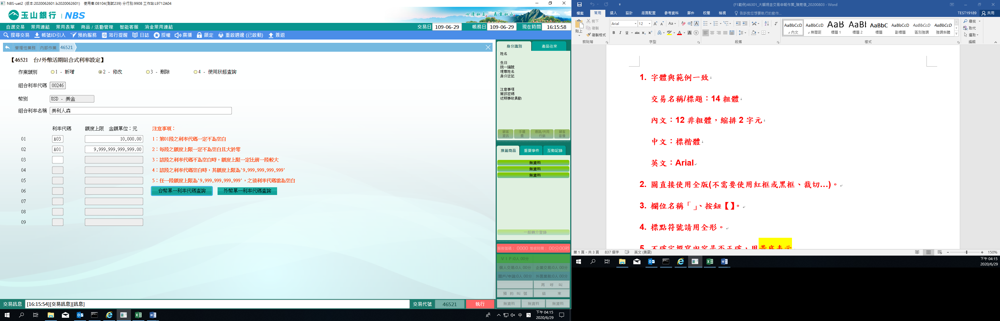 NBS-uat2 (版本:2020062601.b2020062601) 使用者:08104(測試239) 分行別:9908 工作站:L9712A04
玉山銀行 | NBS
心清如玉。 義重如山。
自選交易 常用連結 常用表單 商品 / 活動管理 智能客服 消金常用連結
交易日 109-06-29 帳務日 109-06-29 現在時間 16:15:58
搜尋交易 帳號ID引入 預約服務 蒞行提醒 日誌 授權 廣播 鎖定 重啟週邊 (已啟動) 簽退
管理性業務 內部作業 46521
【46521 台/外幣活期組合式利率設定】
作業類別 1 - 新增 2 - 修改 3 - 刪除 4 - 使用狀態查詢
組合利率代碼 00246
幣別 USD - 美金
組合利率名稱 美利人森
利率代碼 額度上限 金額單位：元 注意事項：
01 A03 10,000.00 1：第01段之利率代碼一定不為空白
02 A01 9,999,999,999,999.00 2：每段之額度上限一定不為空白且大於零
03 3：該段之利率代碼不為空白時，額度上限一定比前一段較大
04 4：該段之利率代碼空白時，其額度上限為'9,999,999,999,999'
05 5：任一段額度上限為'9,999,999,999,999'，之後利率代碼需為空白
06 台幣單一利率代碼查詢 外幣單一利率代碼查詢
07
08
09
交易訊息 [16:15:54][交易訊息][訊息] 交易代號 46521 執行
身分識別 產品往來
姓名
生日
統一編號
理專姓名
身分註記
注意事項
簡訊密碼
近期事故異動
顧客資訊 手續費 通路/共同行銷 顧客影像
推薦商品 重要事件 互動記錄
無資料
無資料
無資料
一般轉介登錄
服務號碼： 0000 等候時間： 00分00秒
ＶＩＰ:0人 00分
個人交易:0人 00分 企業交易:0人 00分
開戶/申請:0人 00分 外匯業務:0人 00分
再 呼 叫
預 約 叫 號 結 束
無資料 無資料 無資料
中
下午 04:15
2020/6/29
(F1範例)46301_大額現金交易申報作業_陳菀儀_20200803 - Word
檔案 常用 插入 設計 版面配置 參考資料 郵件 校閱 檢視 告訴我您想要執行的動作... TEST19189 共用
貼上 剪下 複製 複製格式
Arial 12
AaBbCcD 內文 AaBbCcD 無間距 AaB 標題 1 AaBl 標題 2 AaBbC 標題 AaBbCcD 副標題 AaBbCcD 區別強調 AaBbCcD 強調斜體
尋找 取代 選取
剪貼簿 字型 段落 樣式 編輯
1. 字體與範例一致
交易名稱/標題：14 粗體
內文：12 非粗體，縮排 2 字元
中文：標楷體
英文：Arial
2. 圖直接使用全版(不需要使用紅框或黑框、裁切…)。
3. 欄位名稱「 」、按鈕【 】。
4. 標點符號請用全形。
5. 不確定撰寫內容是否正確，用黃底表示
第 1 頁，共 3 頁 837 個字 英文 (美國) 150%
下午 04:15
2020/6/29